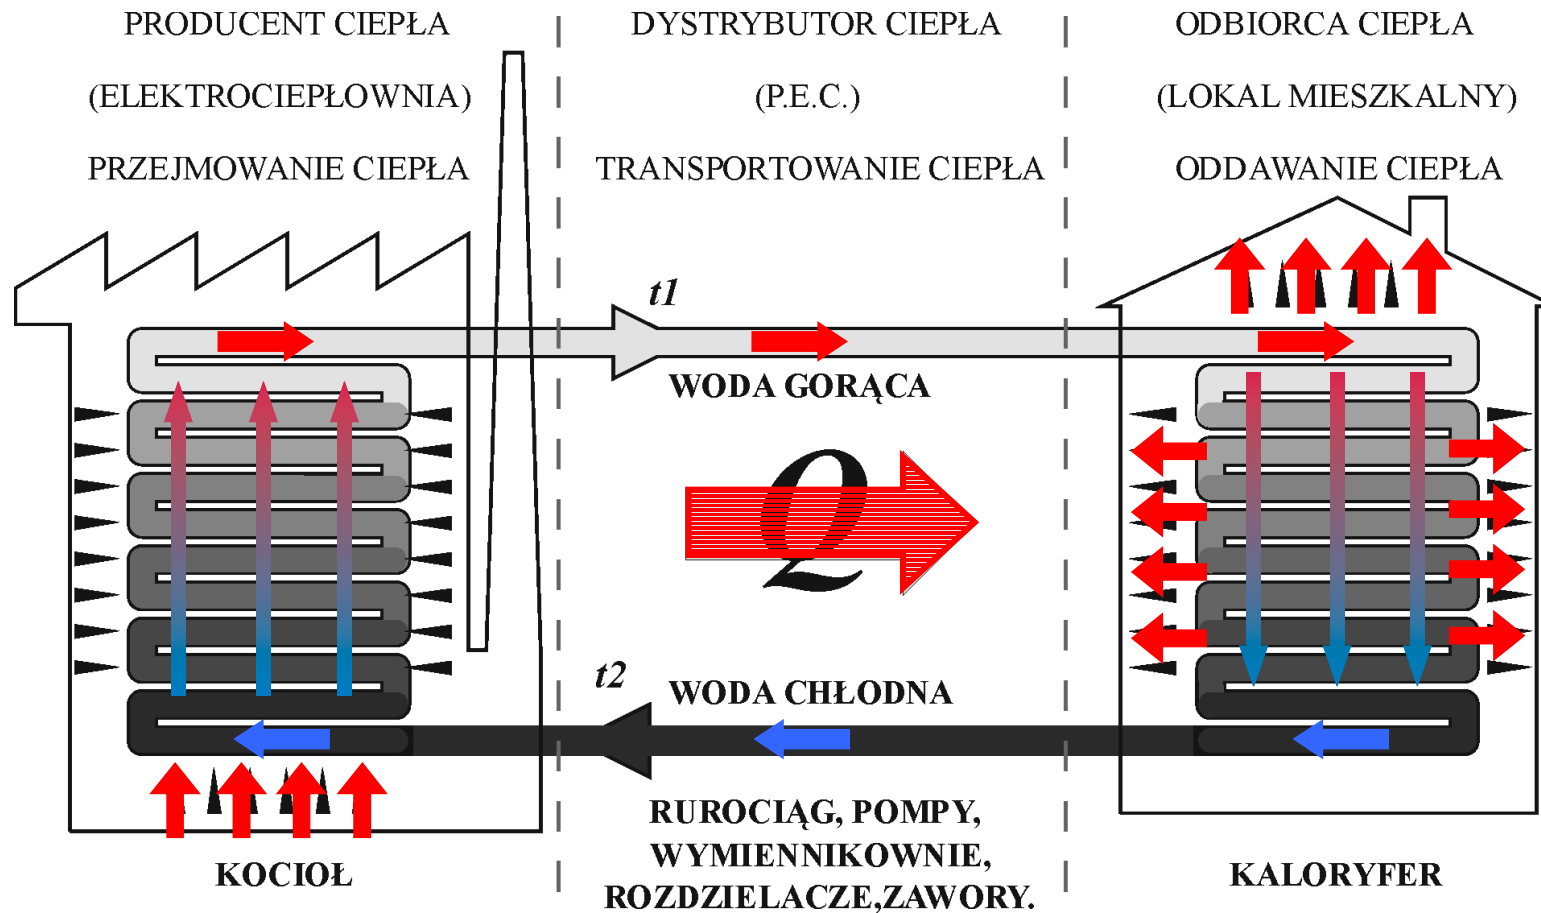 PRODUCENT CIEPŁA
(ELEKTROCIEPŁOWNIA)
PRZEJMOWANIE CIEPŁA
DYSTRYBUTOR CIEPŁA
(P.E.C.)
TRANSPORTOWANIE CIEPŁA
ODBIORCA CIEPŁA
(LOKAL MIESZKALNY)
ODDAWANIE CIEPŁA
t1
WODA GORĄCA
Q
t2
WODA CHŁODNA
RUROCIĄG, POMPY,
WYMIENNIKOWNIE,
ROZDZIELACZE,ZAWORY.
KOCIOŁ
KALORYFER